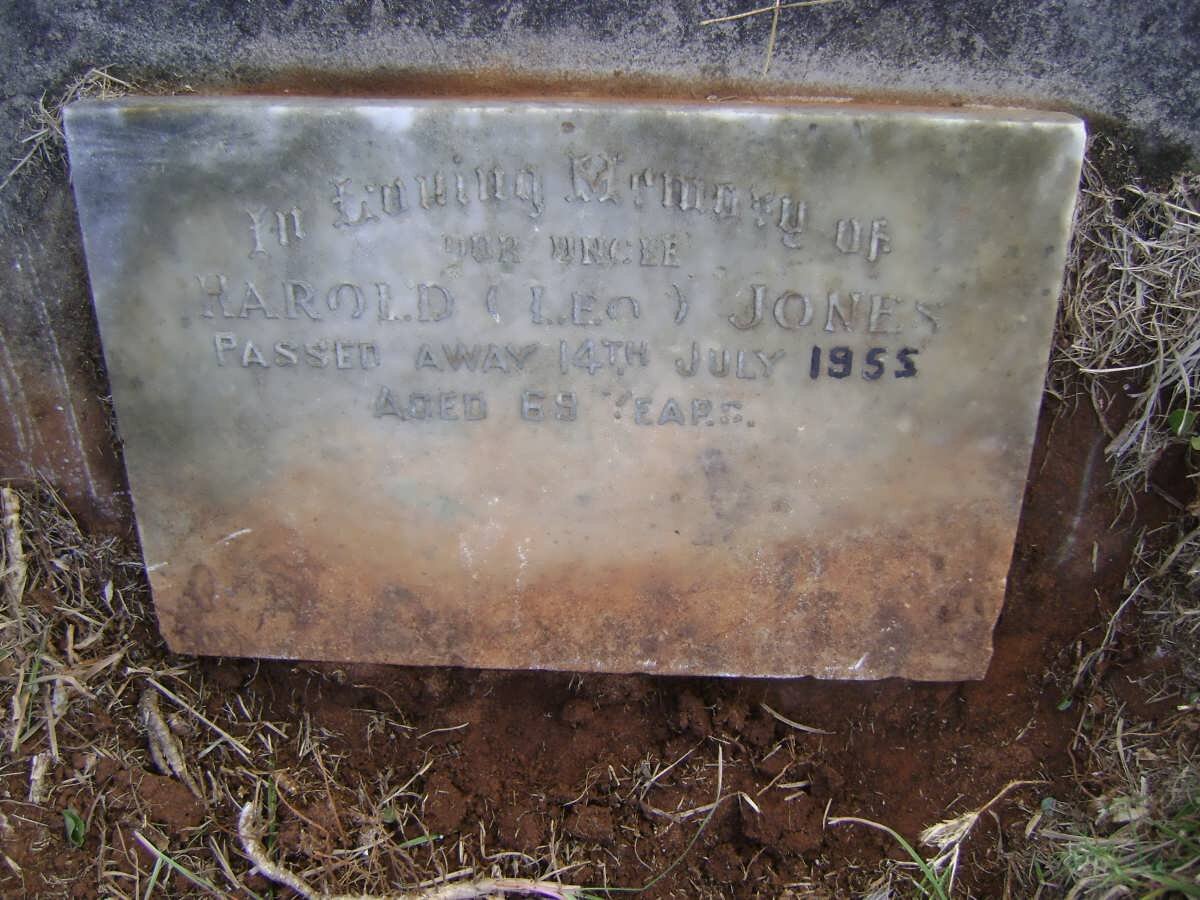 In Loving Memory of
OUR UNCLE
HAROLD (LEO) JONES
PASSED AWAY 14TH JULY 1955
AGED 69 YEARS.